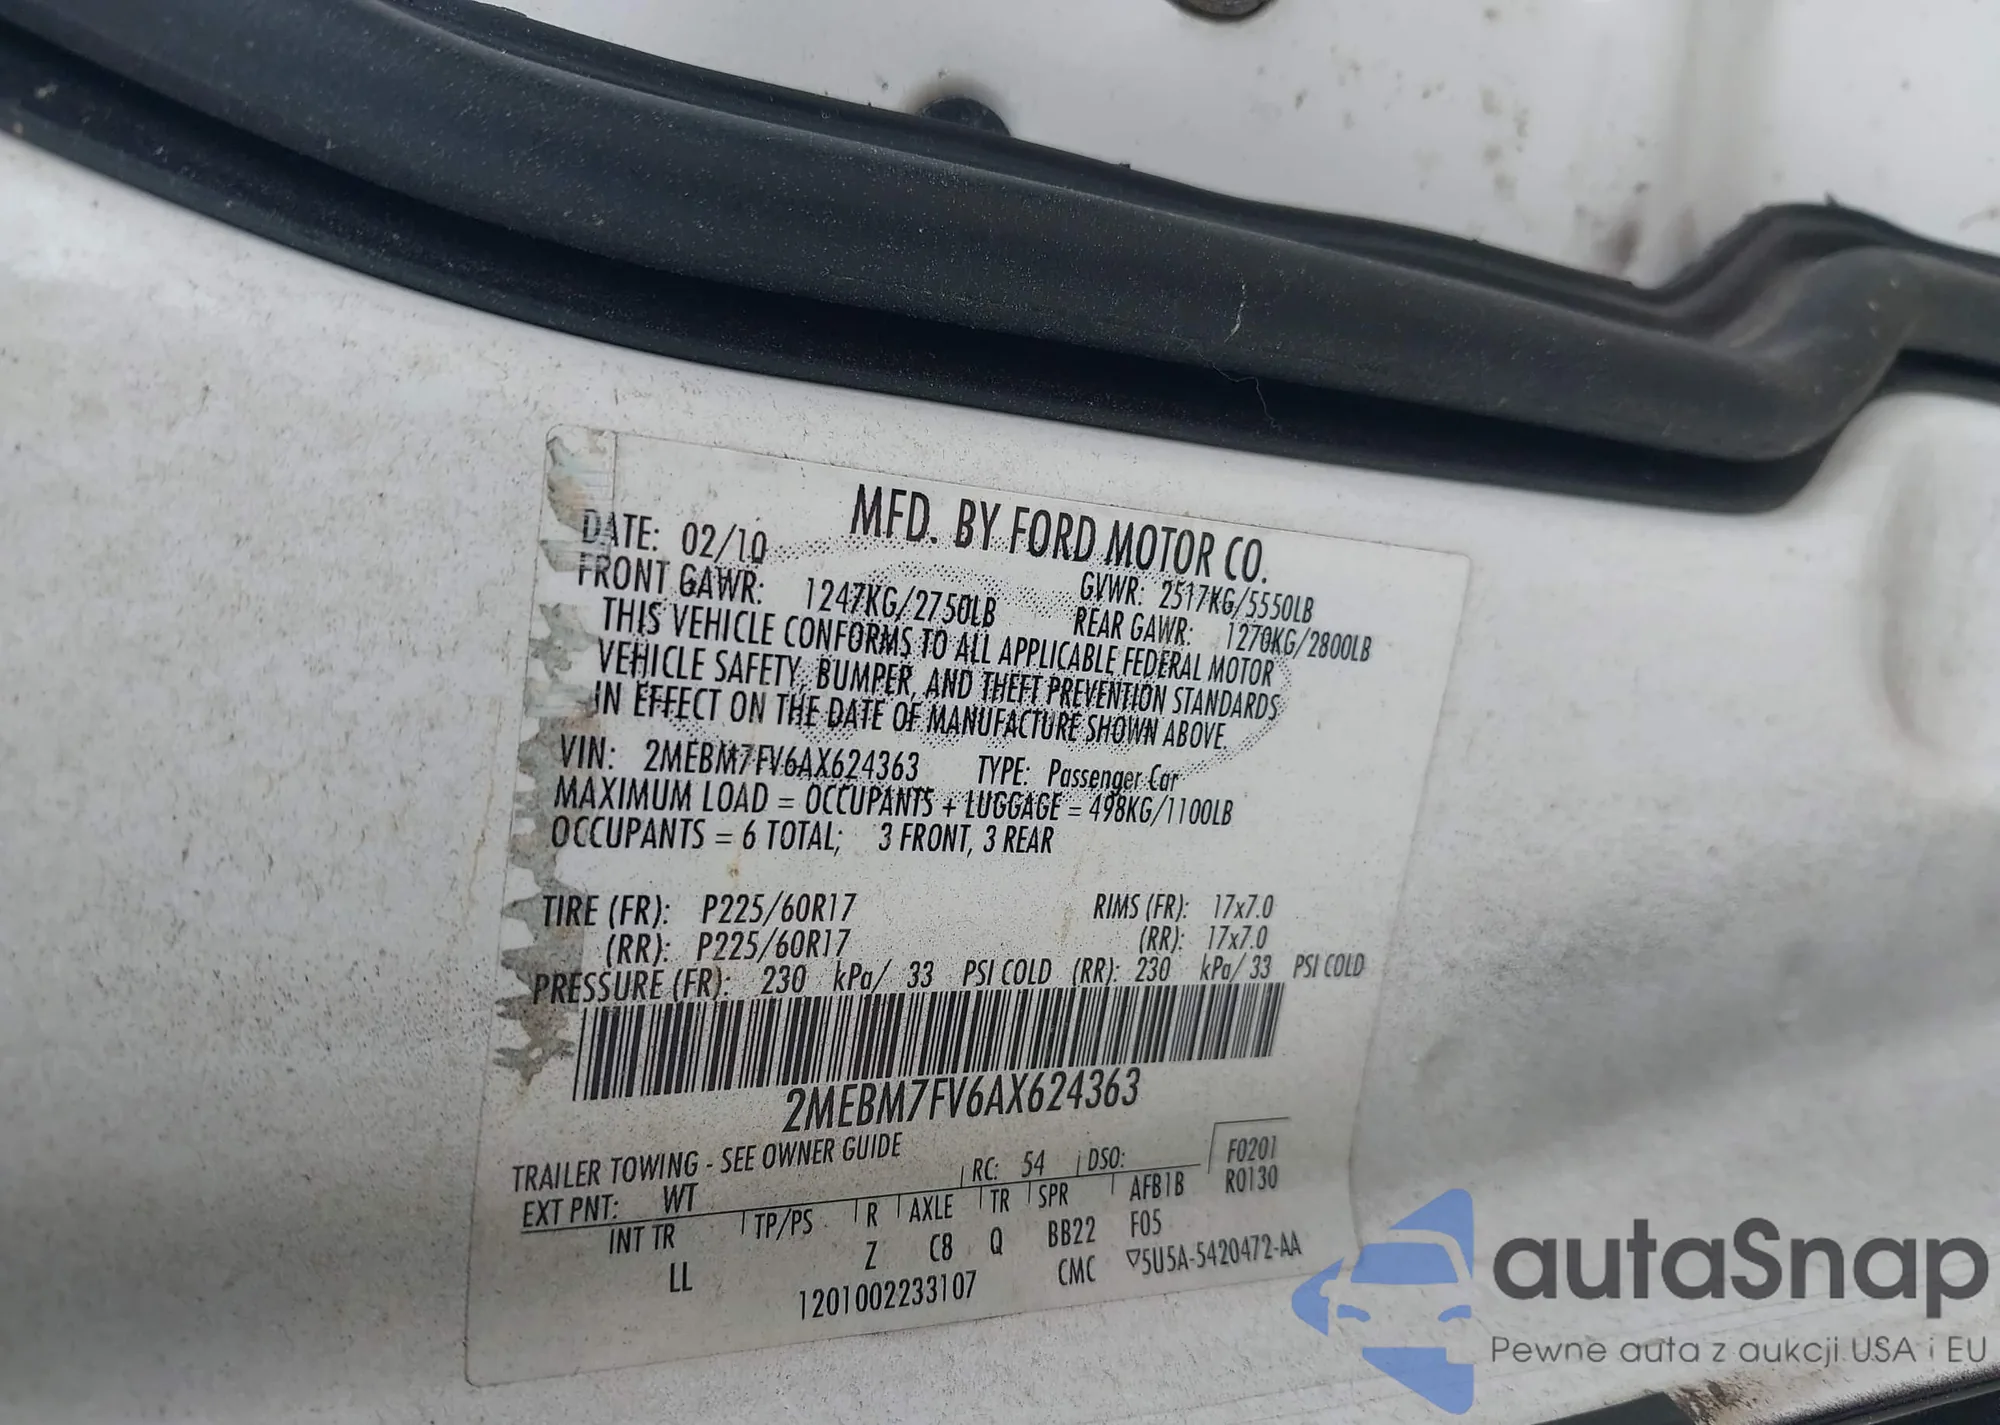 MFD. BY FORD MOTOR CO.
DATE: 02/10 GVWR: 2517KG/5550LB
FRONT GAWR: 1247KG/2750LB REAR GAWR: 1270KG/2800LB
THIS VEHICLE CONFORMS TO ALL APPLICABLE FEDERAL MOTOR
VEHICLE SAFETY, BUMPER, AND THEFT PREVENTION STANDARDS
IN EFFECT ON THE DATE OF MANUFACTURE SHOWN ABOVE.
VIN: 2MEBM7FV6AX624363 TYPE: Passenger Car
MAXIMUM LOAD = OCCUPANTS + LUGGAGE = 498KG/1100LB
OCCUPANTS = 6 TOTAL; 3 FRONT, 3 REAR
TIRE (FR): P225/60R17 RIMS (FR): 17x7.0
(RR): P225/60R17 (RR): 17x7.0
PRESSURE (FR): 230 kPa/ 33 PSI COLD (RR): 230 kPa/ 33 PSI COLD
2MEBM7FV6AX624363
TRAILER TOWING - SEE OWNER GUIDE
F0201
EXT PNT: WT RC: 54 DSO: R0130
INT TR TP/PS R AXLE TR SPR AFB1B
LL Z C8 Q BB22 F05
1201002233107 CMC ▽5U5A-5420472-AA
autaSnap
Pewne auta z aukcji USA i EU